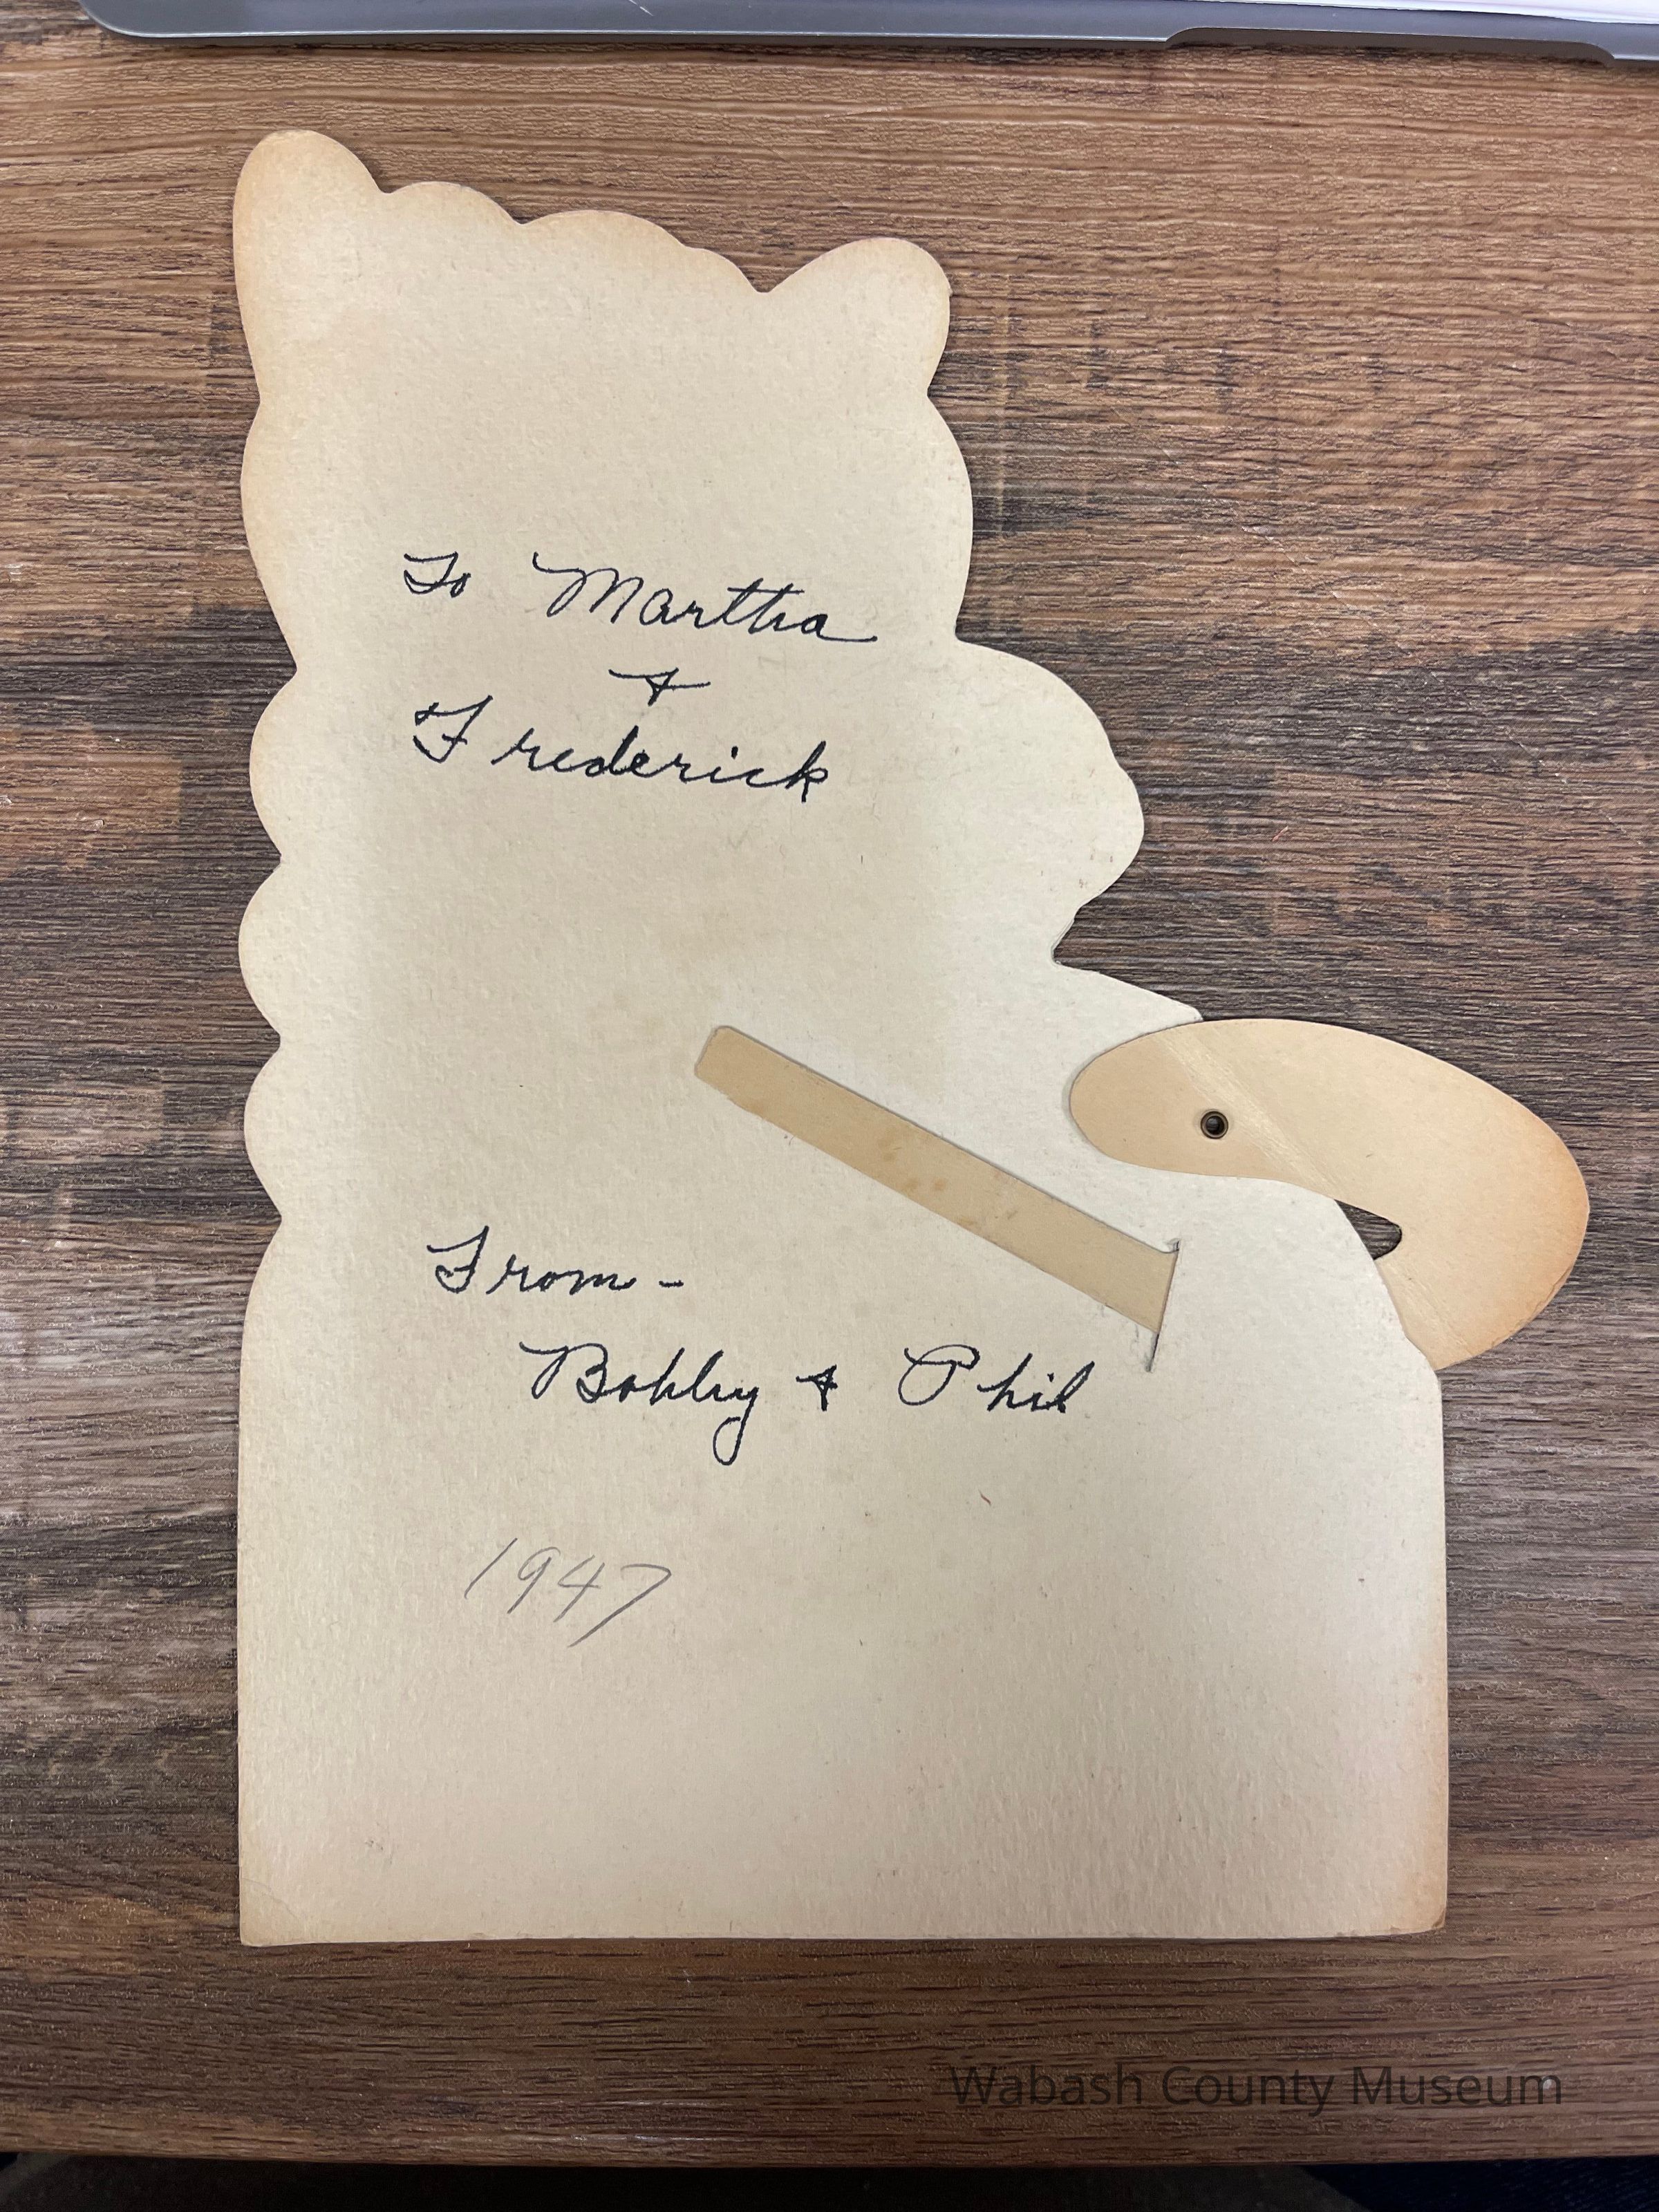 To Martha
&
Frederick
From -
Bobby & Phil
1947
Wabash County Museum